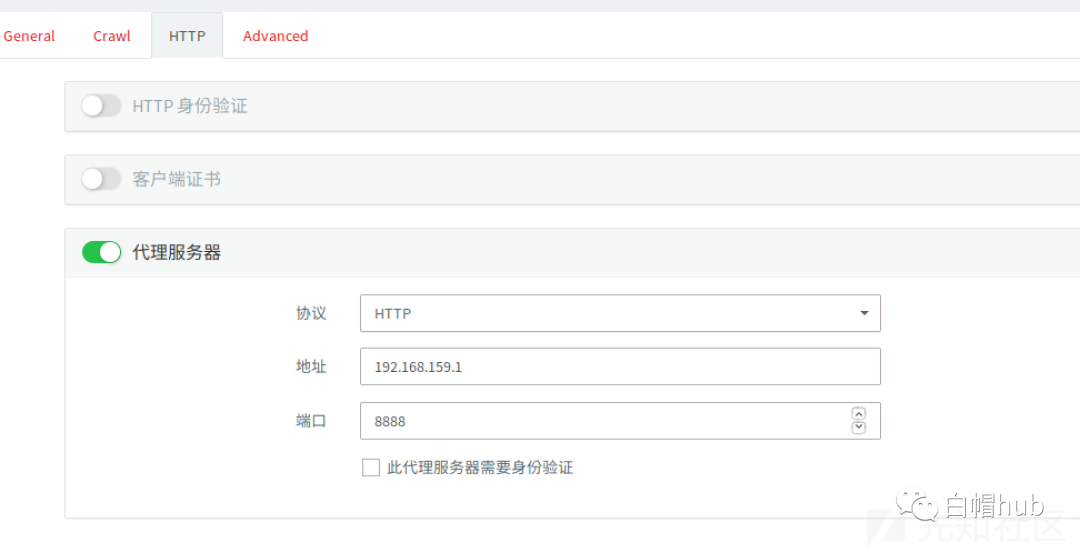 General Crawl HTTP Advanced
HTTP 身份验证
客户端证书
代理服务器
协议 HTTP
地址 192.168.159.1
端口 8888
此代理服务器需要身份验证
白帽hub
先知社区